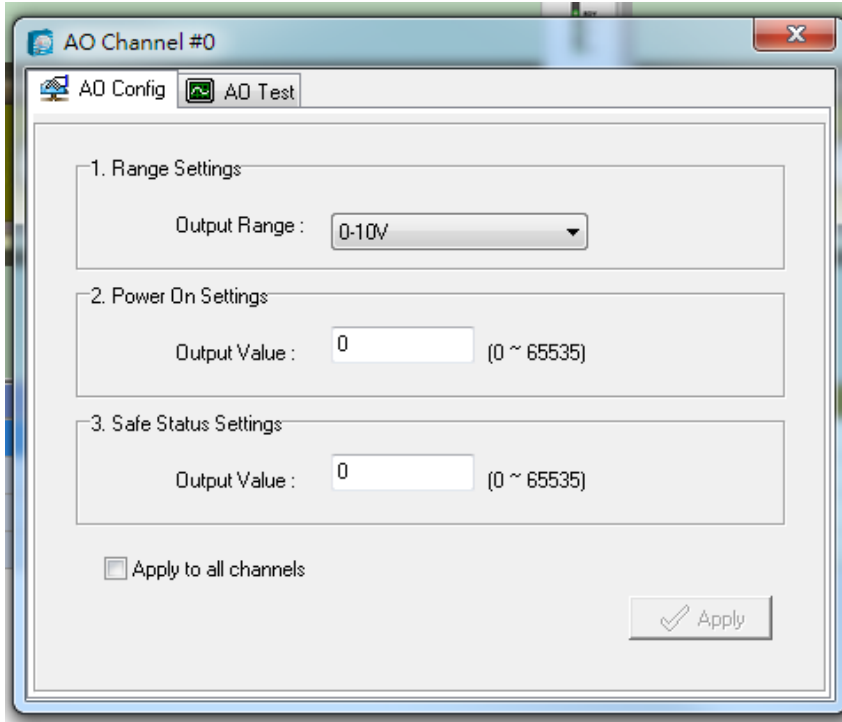 AO Channel #0
AO Config AO Test
1. Range Settings
Output Range : 0-10V
2. Power On Settings
Output Value : 0 (0 ~ 65535)
3. Safe Status Settings
Output Value : 0 (0 ~ 65535)
Apply to all channels
Apply